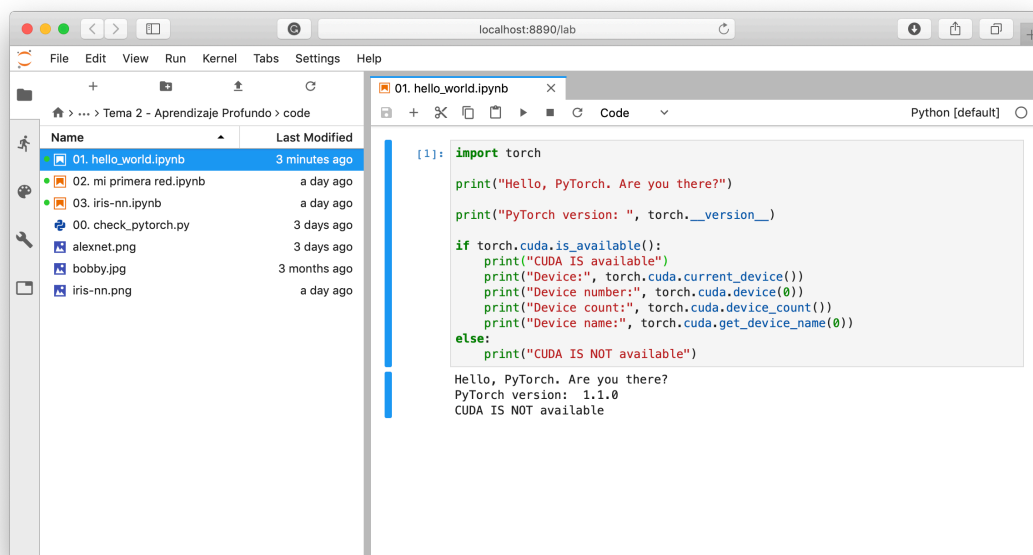 localhost:8890/lab
File Edit View Run Kernel Tabs Settings Help
> ... > Tema 2 - Aprendizaje Profundo > code
Name Last Modified
01. hello_world.ipynb 3 minutes ago
02. mi primera red.ipynb a day ago
03. iris-nn.ipynb a day ago
00. check_pytorch.py 3 days ago
alexnet.png 3 days ago
bobby.jpg 3 months ago
iris-nn.png a day ago
01. hello_world.ipynb
Code Python [default]
[1]: import torch
print("Hello, PyTorch. Are you there?")
print("PyTorch version: ", torch.__version__)
if torch.cuda.is_available():
    print("CUDA IS available")
    print("Device:", torch.cuda.current_device())
    print("Device number:", torch.cuda.device(0))
    print("Device count:", torch.cuda.device_count())
    print("Device name:", torch.cuda.get_device_name(0))
else:
    print("CUDA IS NOT available")
Hello, PyTorch. Are you there?
PyTorch version:  1.1.0
CUDA IS NOT available